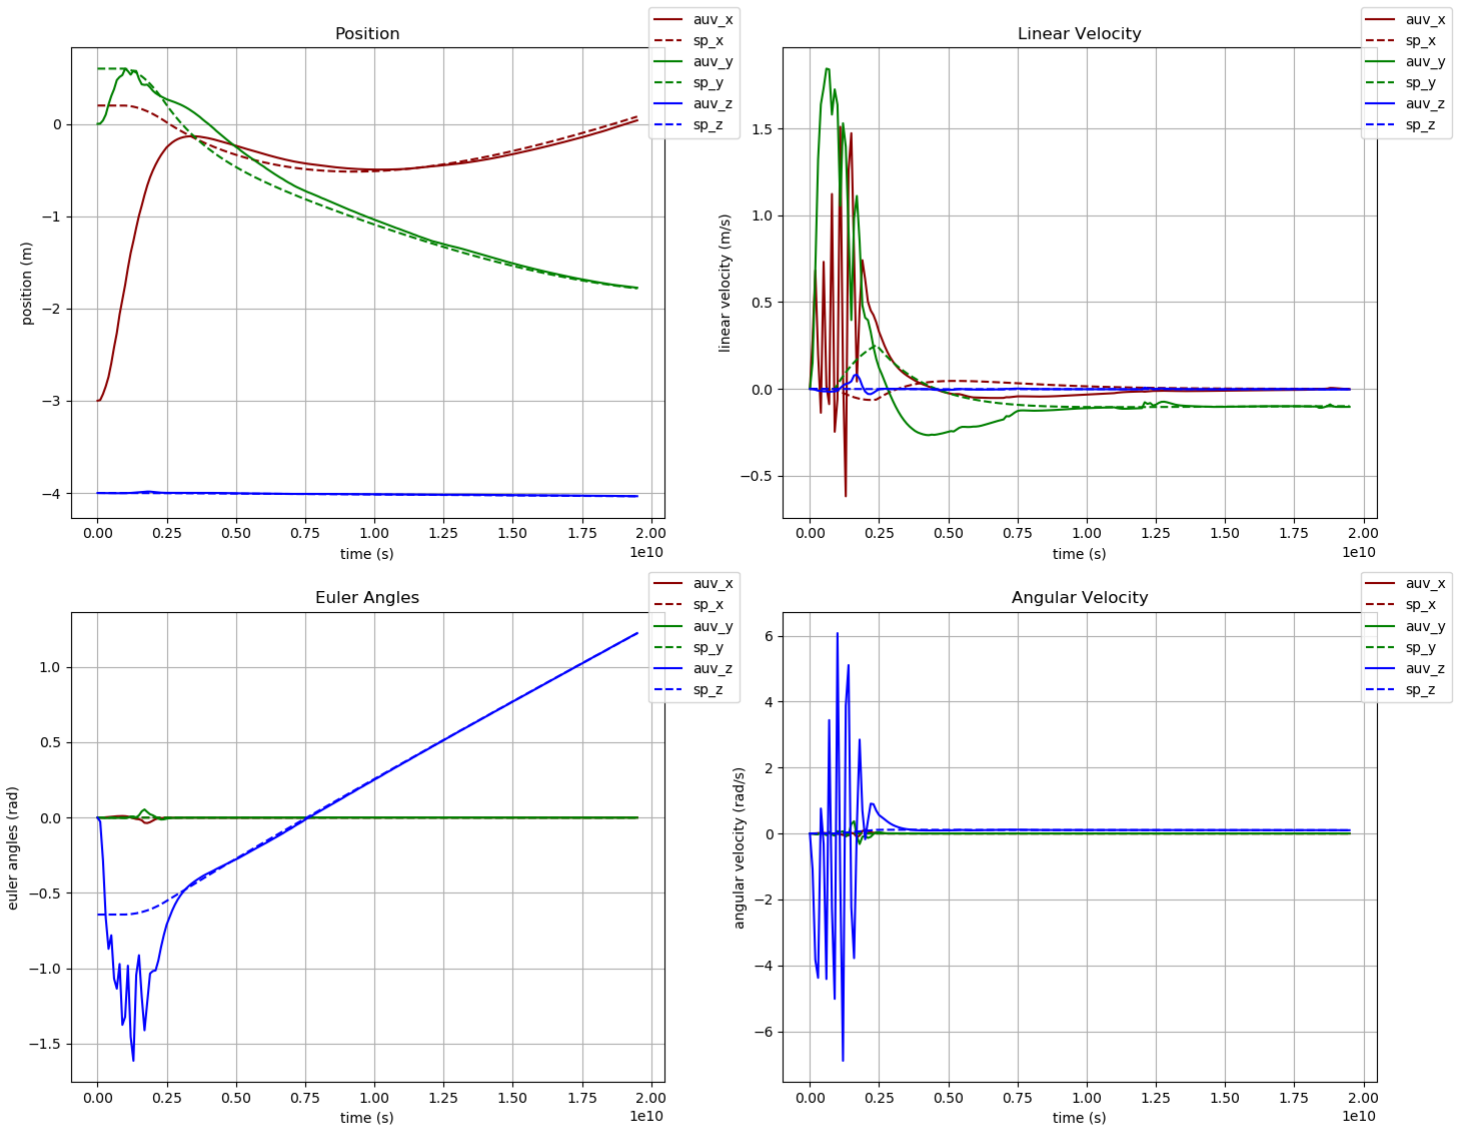 Position
auv_x
sp_x
auv_y
sp_y
auv_z
sp_z
position (m)
0
−1
−2
−3
−4
0.00 0.25 0.50 0.75 1.00 1.25 1.50 1.75 2.00
1e10
time (s)
Linear Velocity
auv_x
sp_x
auv_y
sp_y
auv_z
sp_z
linear velocity (m/s)
1.5
1.0
0.5
0.0
−0.5
0.00 0.25 0.50 0.75 1.00 1.25 1.50 1.75 2.00
1e10
time (s)
Euler Angles
auv_x
sp_x
auv_y
sp_y
auv_z
sp_z
euler angles (rad)
1.0
0.5
0.0
−0.5
−1.0
−1.5
0.00 0.25 0.50 0.75 1.00 1.25 1.50 1.75 2.00
1e10
time (s)
Angular Velocity
auv_x
sp_x
auv_y
sp_y
auv_z
sp_z
angular velocity (rad/s)
6
4
2
0
−2
−4
−6
0.00 0.25 0.50 0.75 1.00 1.25 1.50 1.75 2.00
1e10
time (s)